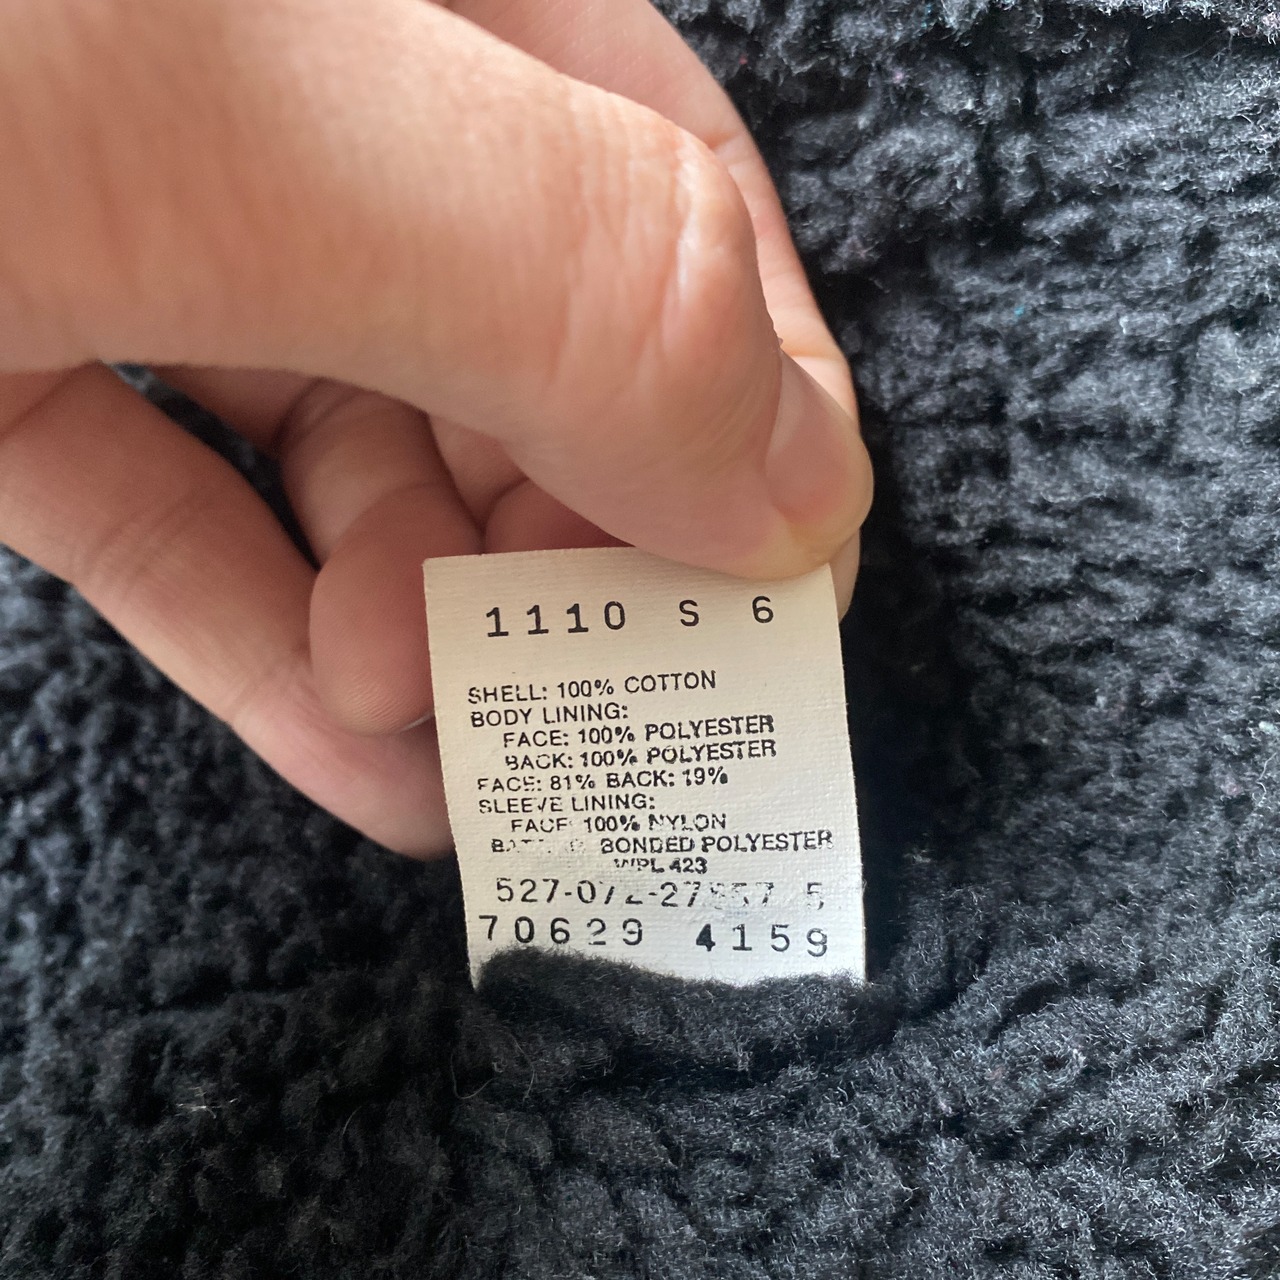 1110 S 6
SHELL: 100% COTTON
BODY LINING:
FACE: 100% POLYESTER
BACK: 100% POLYESTER
FACE: 81% BACK: 19%
SLEEVE LINING:
FACE: 100% NYLON
BONDED POLYESTER
WPL 423
70629 4159